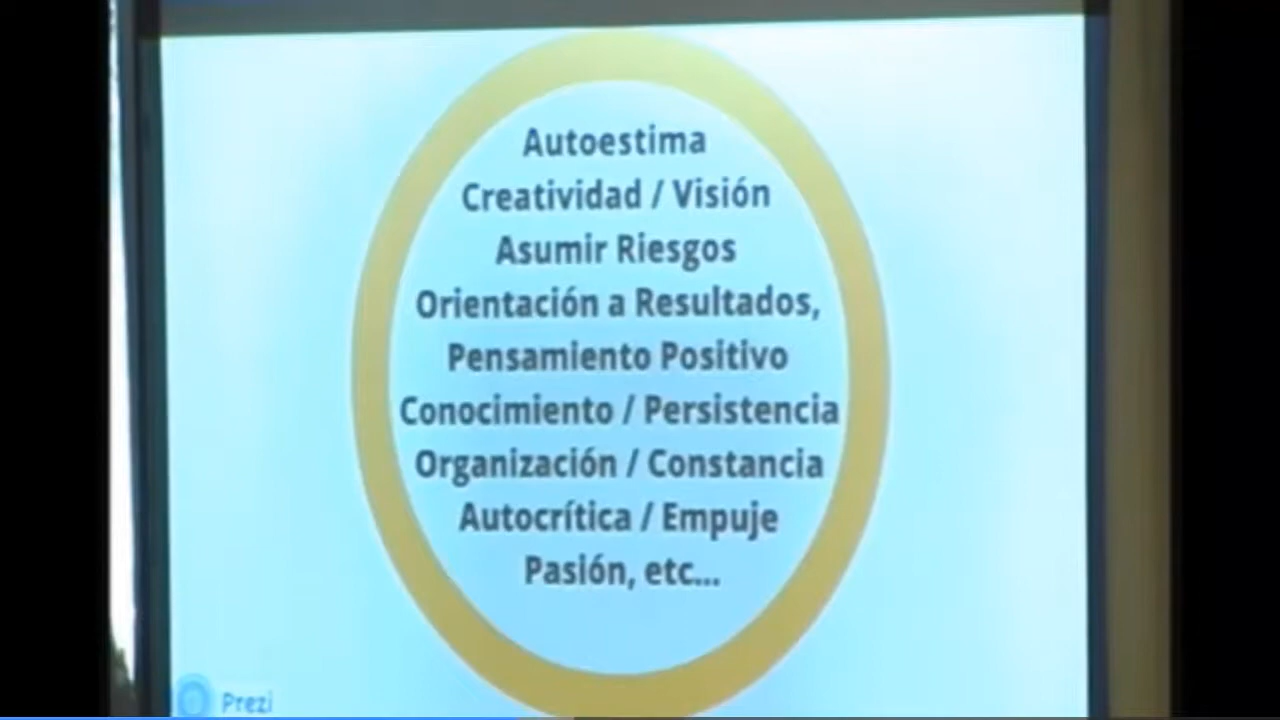 Autoestima
Creatividad / Visión
Asumir Riesgos
Orientación a Resultados,
Pensamiento Positivo
Conocimiento / Persistencia
Organización / Constancia
Autocrítica / Empuje
Pasión, etc...
Prezi